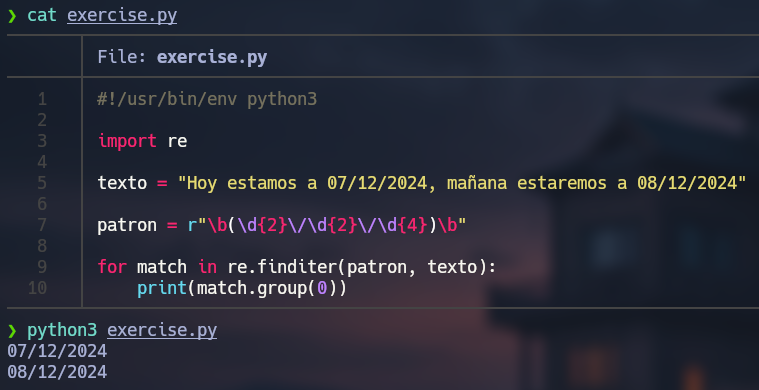 ❯ cat exercise.py
File: exercise.py
1 #!/usr/bin/env python3
2
3 import re
4
5 texto = "Hoy estamos a 07/12/2024, mañana estaremos a 08/12/2024"
6
7 patron = r"\b(\d{2}\/\d{2}\/\d{4})\b"
8
9 for match in re.finditer(patron, texto):
10     print(match.group(0))
❯ python3 exercise.py
07/12/2024
08/12/2024